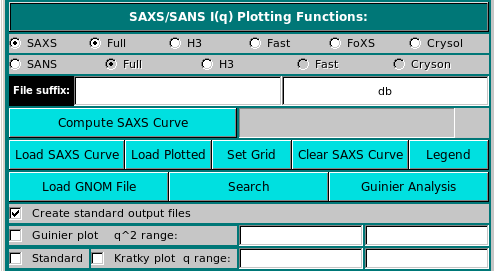 SAXS/SANS I(q) Plotting Functions:
SAXS Full H3 Fast FoXS Crysol
SANS Full H3 Fast Cryson
File suffix: db
Compute SAXS Curve
Load SAXS Curve Load Plotted Set Grid Clear SAXS Curve Legend
Load GNOM File Search Guinier Analysis
Create standard output files
Guinier plot q^2 range:
Standard Kratky plot q range: